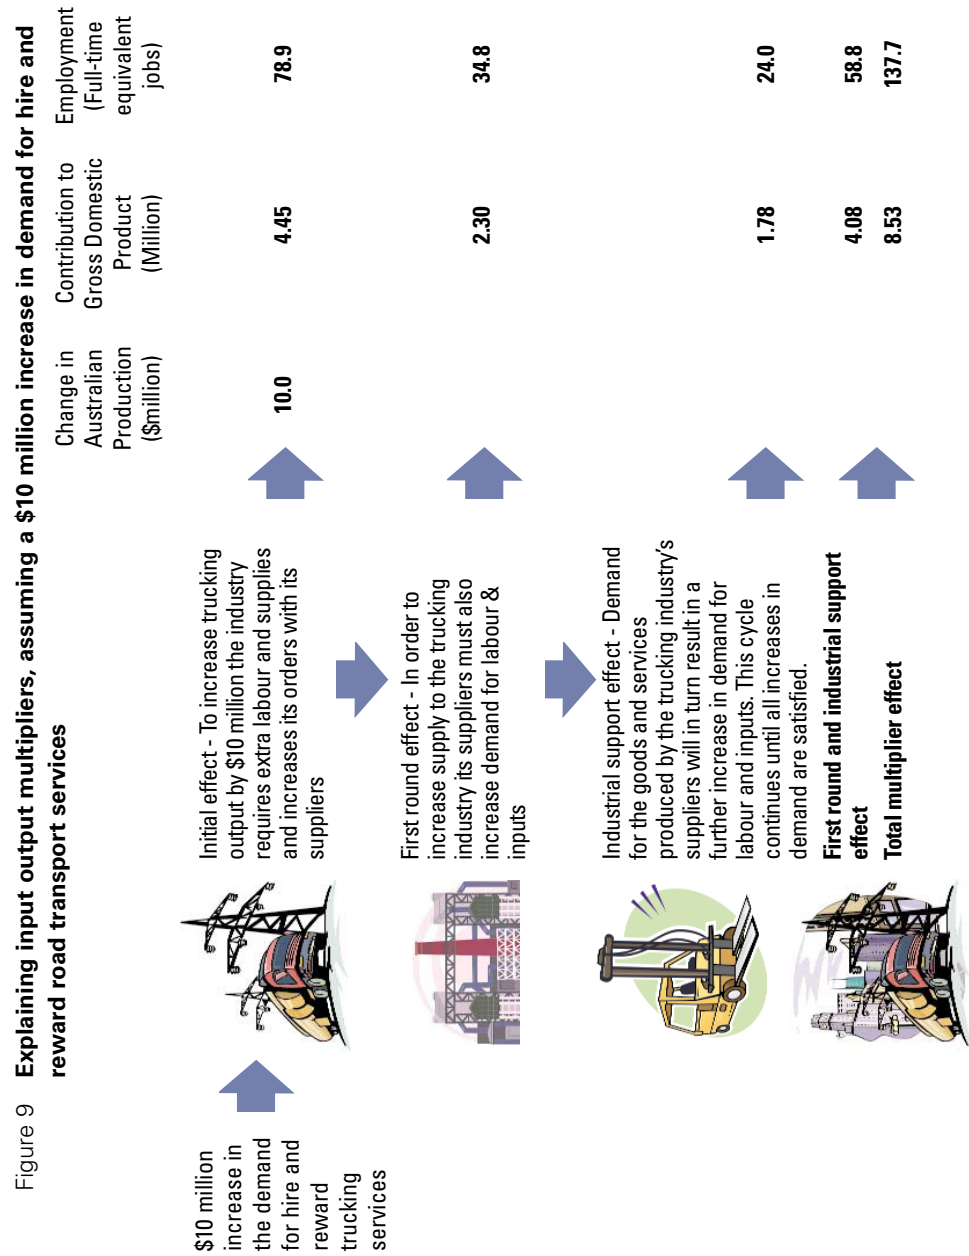 Figure 9 Explaining input output multipliers, assuming a $10 million increase in demand for hire and
reward road transport services
Change in
Australian
Production
($million)
Contribution to
Gross Domestic
Product
(Million)
Employment
(Full-time
equivalent
jobs)
$10 million
increase in
the demand
for hire and
reward
trucking
services
Initial effect - To increase trucking
output by $10 million the industry
requires extra labour and supplies
and increases its orders with its
suppliers
10.0
4.45
78.9
First round effect - In order to
increase supply to the trucking
industry its suppliers must also
increase demand for labour &
inputs
2.30
34.8
Industrial support effect - Demand
for the goods and services
produced by the trucking industry's
suppliers will in turn result in a
further increase in demand for
labour and inputs. This cycle
continues until all increases in
demand are satisfied.
1.78
24.0
First round and industrial support
effect
4.08
58.8
Total multiplier effect
8.53
137.7